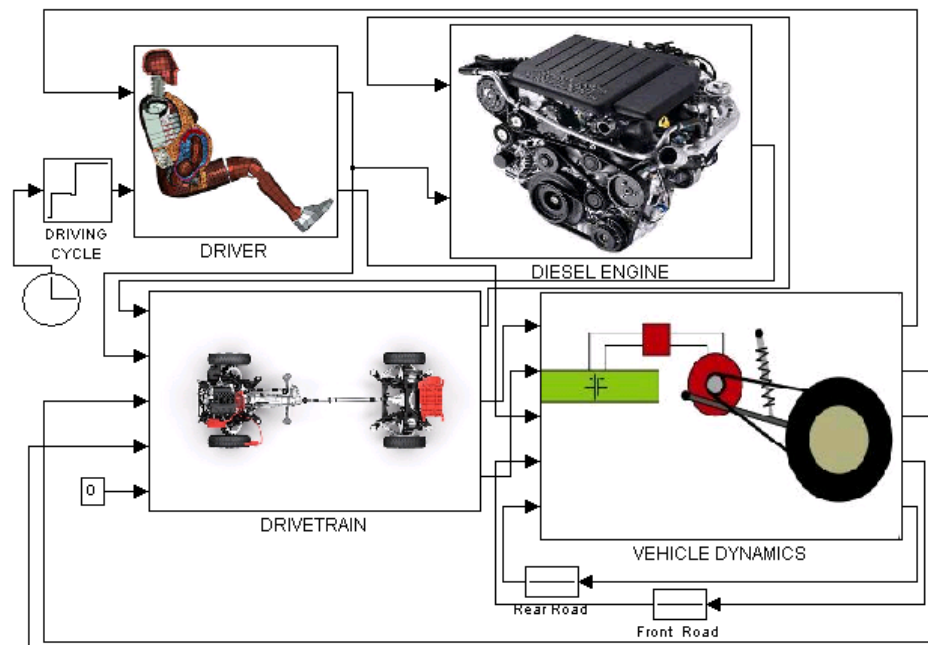 DRIVING
CYCLE
DRIVER
DIESEL ENGINE
0
DRIVETRAIN
VEHICLE DYNAMICS
Rear Road
Front Road